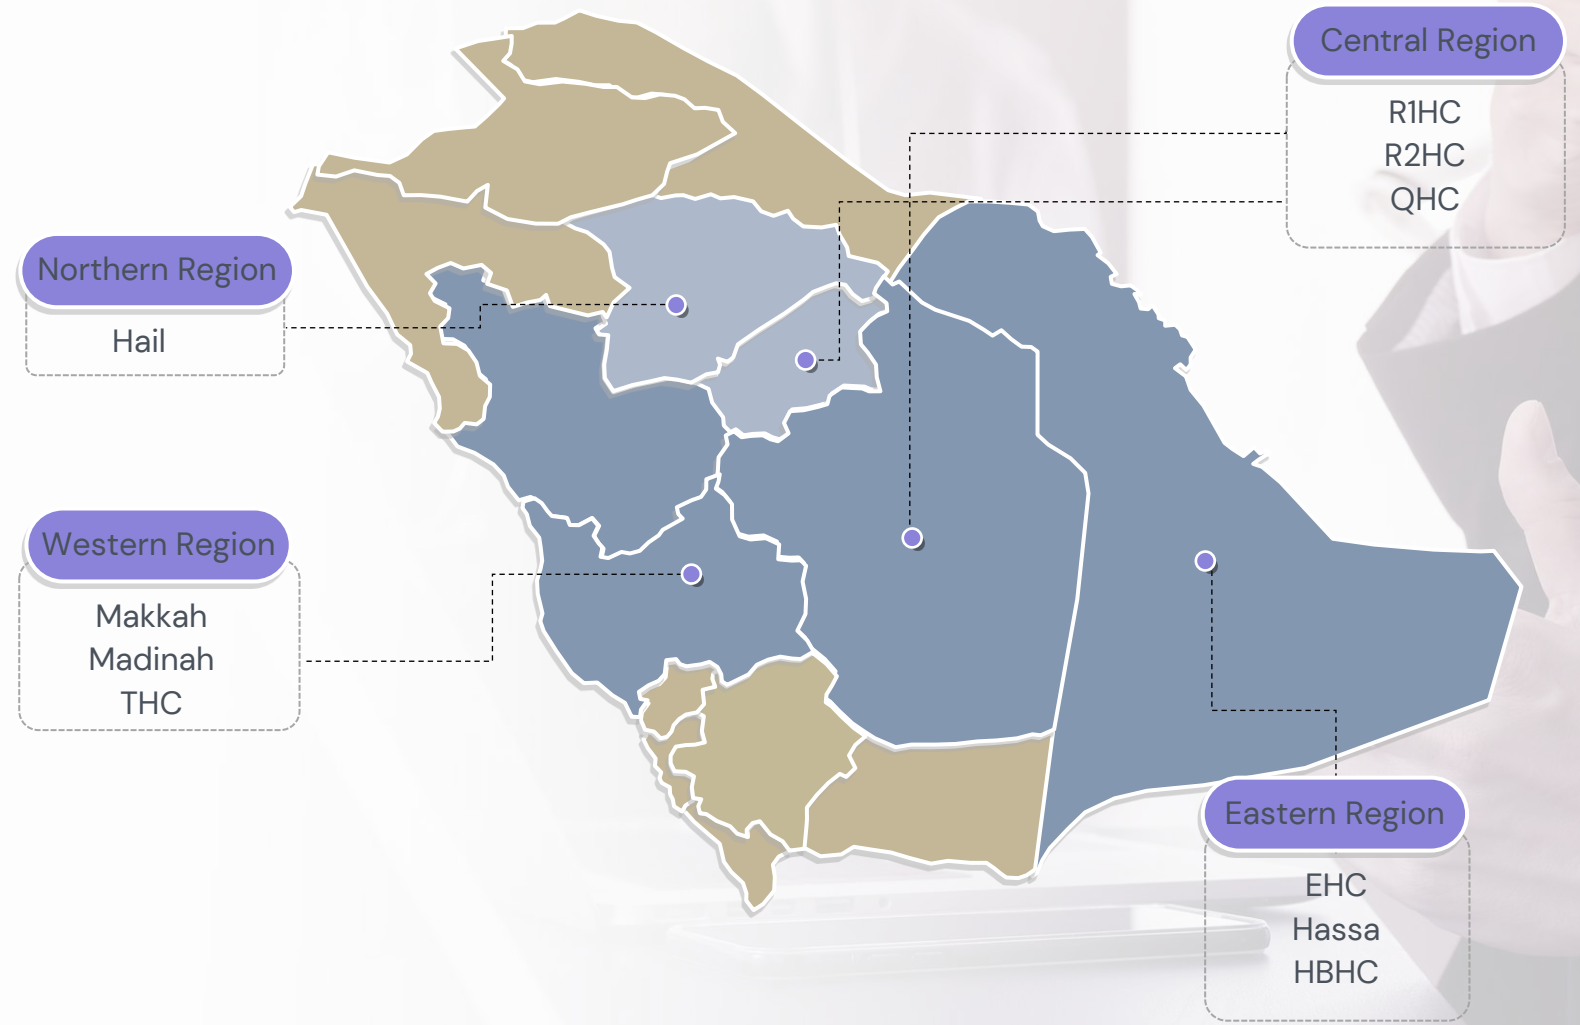 Central Region
R1HC
R2HC
QHC
Northern Region
Hail
Western Region
Makkah
Madinah
THC
Eastern Region
EHC
Hassa
HBHC